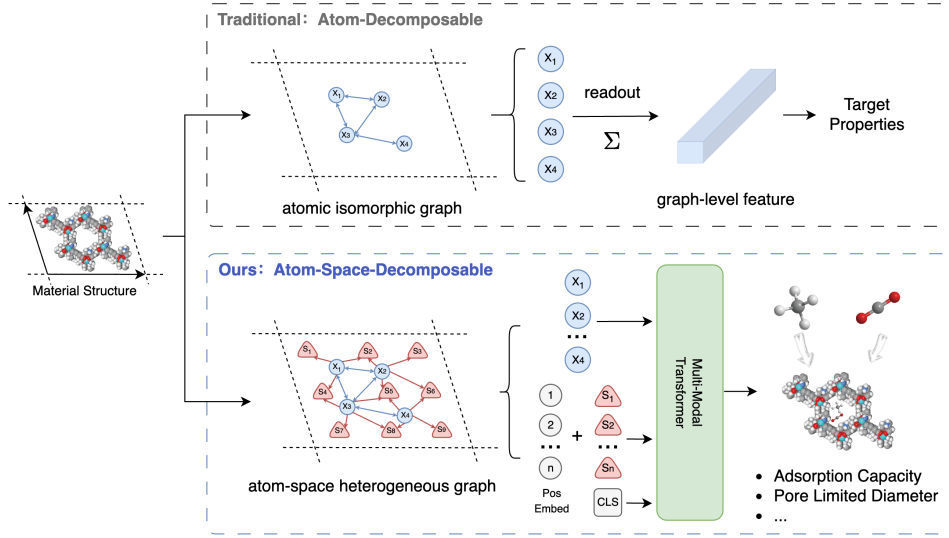 Traditional: Atom-Decomposable
X1
X2
X3
X4
atomic isomorphic graph
X1
X2
X3
X4
readout
Σ
graph-level feature
Target
Properties
Material Structure
Ours: Atom-Space-Decomposable
S1
S2
S3
X1
X2
S4
S5
S6
X3
X4
S7
S8
S9
atom-space heterogeneous graph
X1
X2
...
X4
1
2
...
n
Pos
Embed
+
S1
S2
...
Sn
CLS
Multi-Modal
Transformer
• Adsorption Capacity
• Pore Limited Diameter
• ...